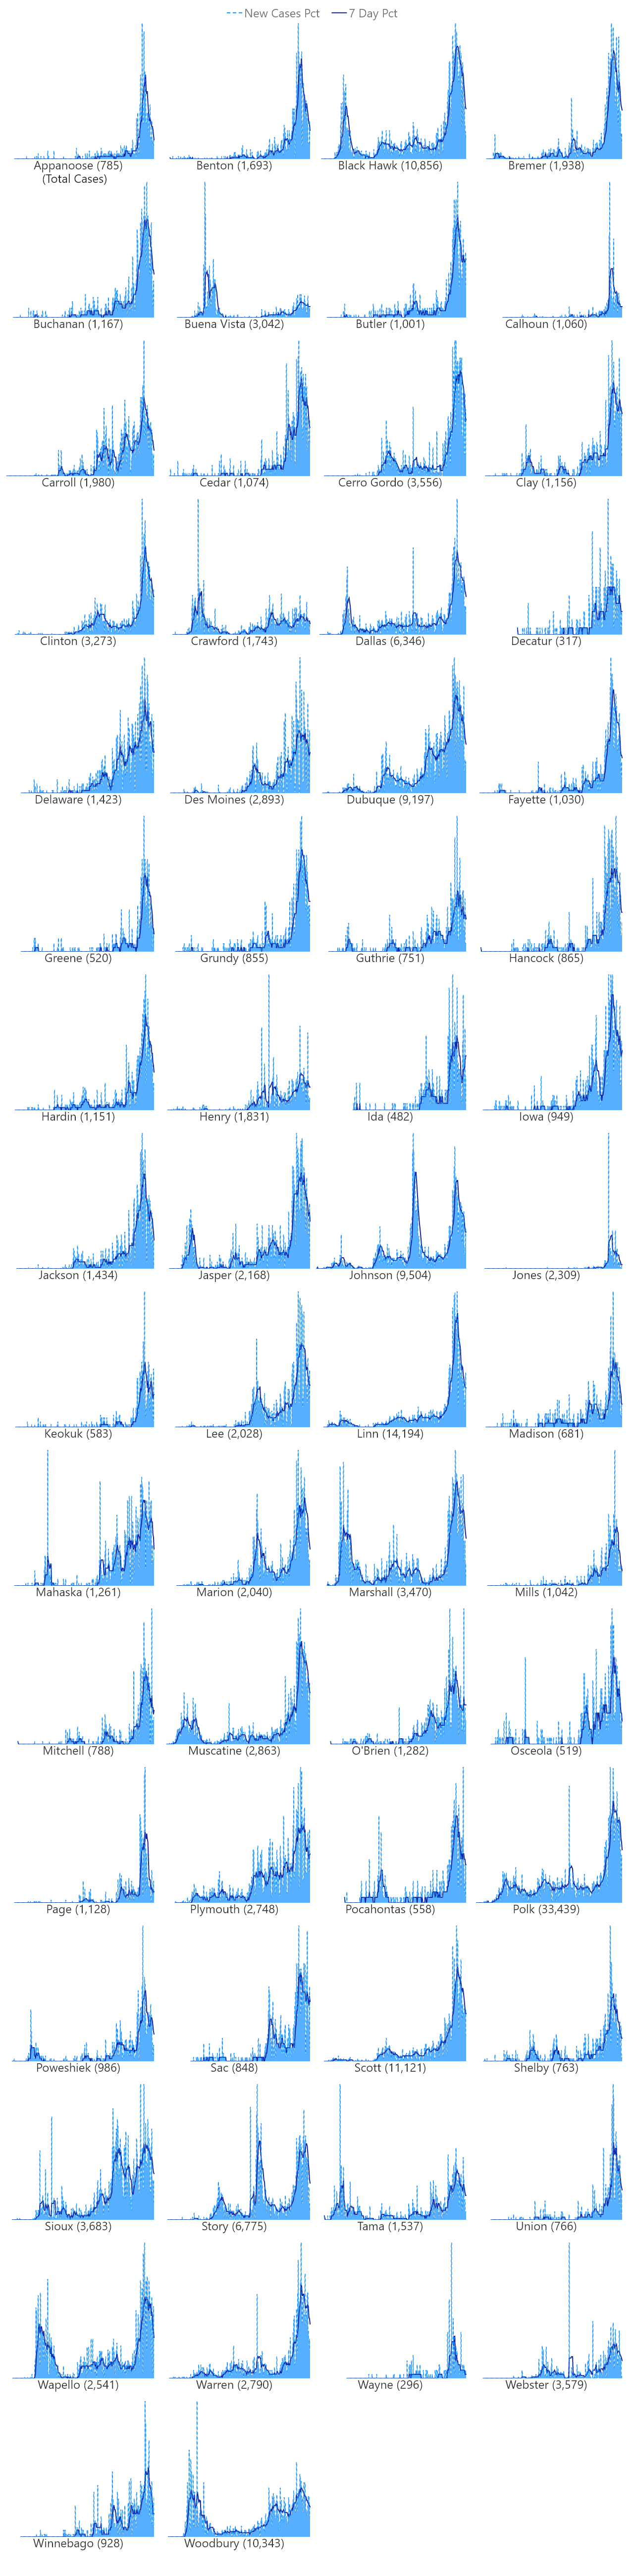 New Cases Pct 7 Day Pct
Appanoose (785) Benton (1,693) Black Hawk (10,856) Bremer (1,938)
(Total Cases)
Buchanan (1,167) Buena Vista (3,042) Butler (1,001) Calhoun (1,060)
Carroll (1,980) Cedar (1,074) Cerro Gordo (3,556) Clay (1,156)
Clinton (3,273) Crawford (1,743) Dallas (6,346) Decatur (317)
Delaware (1,423) Des Moines (2,893) Dubuque (9,197) Fayette (1,030)
Greene (520) Grundy (855) Guthrie (751) Hancock (865)
Hardin (1,151) Henry (1,831) Ida (482) Iowa (949)
Jackson (1,434) Jasper (2,168) Johnson (9,504) Jones (2,309)
Keokuk (583) Lee (2,028) Linn (14,194) Madison (681)
Mahaska (1,261) Marion (2,040) Marshall (3,470) Mills (1,042)
Mitchell (788) Muscatine (2,863) O'Brien (1,282) Osceola (519)
Page (1,128) Plymouth (2,748) Pocahontas (558) Polk (33,439)
Poweshiek (986) Sac (848) Scott (11,121) Shelby (763)
Sioux (3,683) Story (6,775) Tama (1,537) Union (766)
Wapello (2,541) Warren (2,790) Wayne (296) Webster (3,579)
Winnebago (928) Woodbury (10,343)